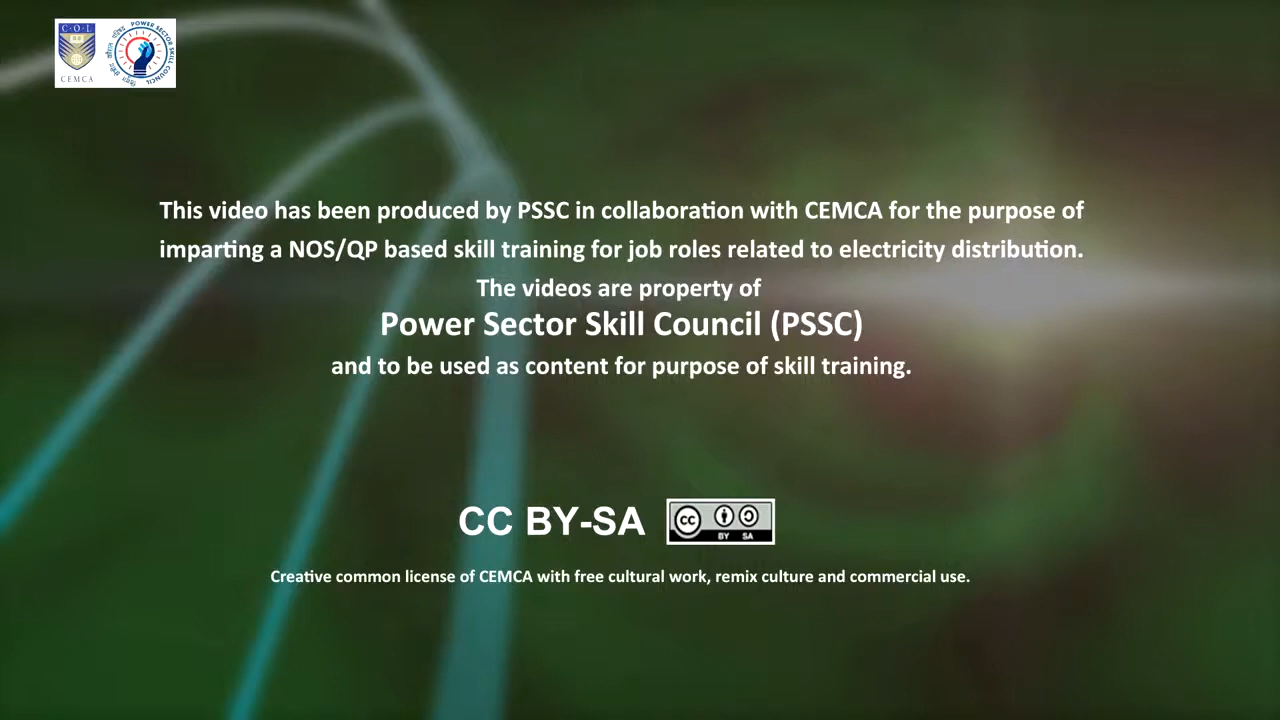 C·O·L
CEMCA
POWER SECTOR SKILL COUNCIL
This video has been produced by PSSC in collaboration with CEMCA for the purpose of
imparting a NOS/QP based skill training for job roles related to electricity distribution.
The videos are property of
Power Sector Skill Council (PSSC)
and to be used as content for purpose of skill training.
CC BY-SA
cc
BY SA
Creative common license of CEMCA with free cultural work, remix culture and commercial use.